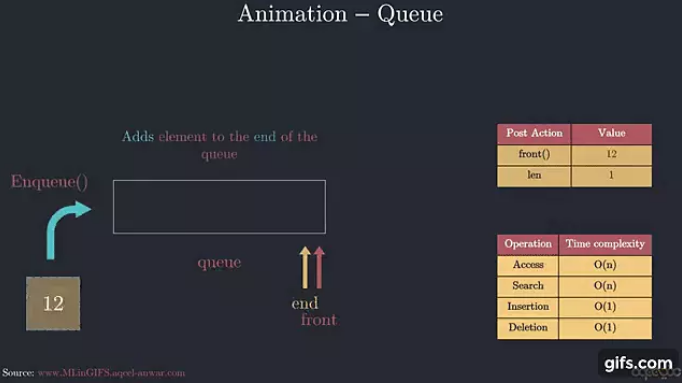 Animation – Queue
Adds element to the end of the
queue
Enqueue()
queue
12
end
front
Post Action Value
front() 12
len 1
Operation Time complexity
Access O(n)
Search O(n)
Insertion O(1)
Deletion O(1)
Source: www.MLinGIFS.aqeel-anwar.com
gifs.com